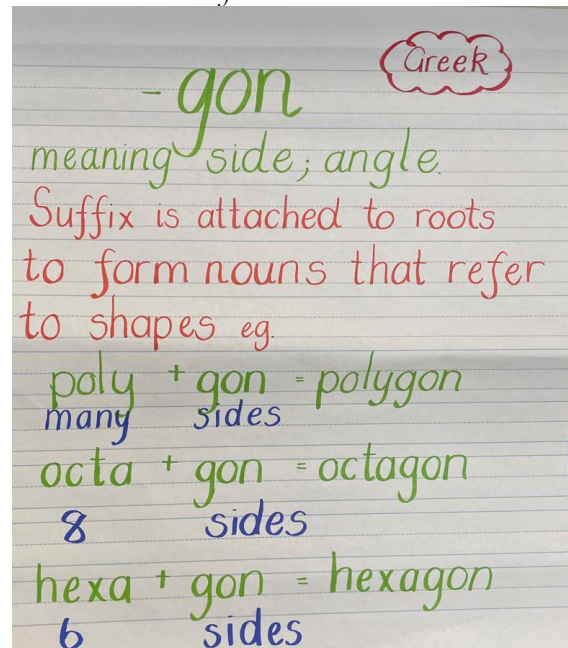 Greek
-gon
meaning side; angle.
Suffix is attached to roots
to form nouns that refer
to shapes eg.
poly + gon = polygon
many sides
octa + gon = octagon
8 sides
hexa + gon = hexagon
6 sides